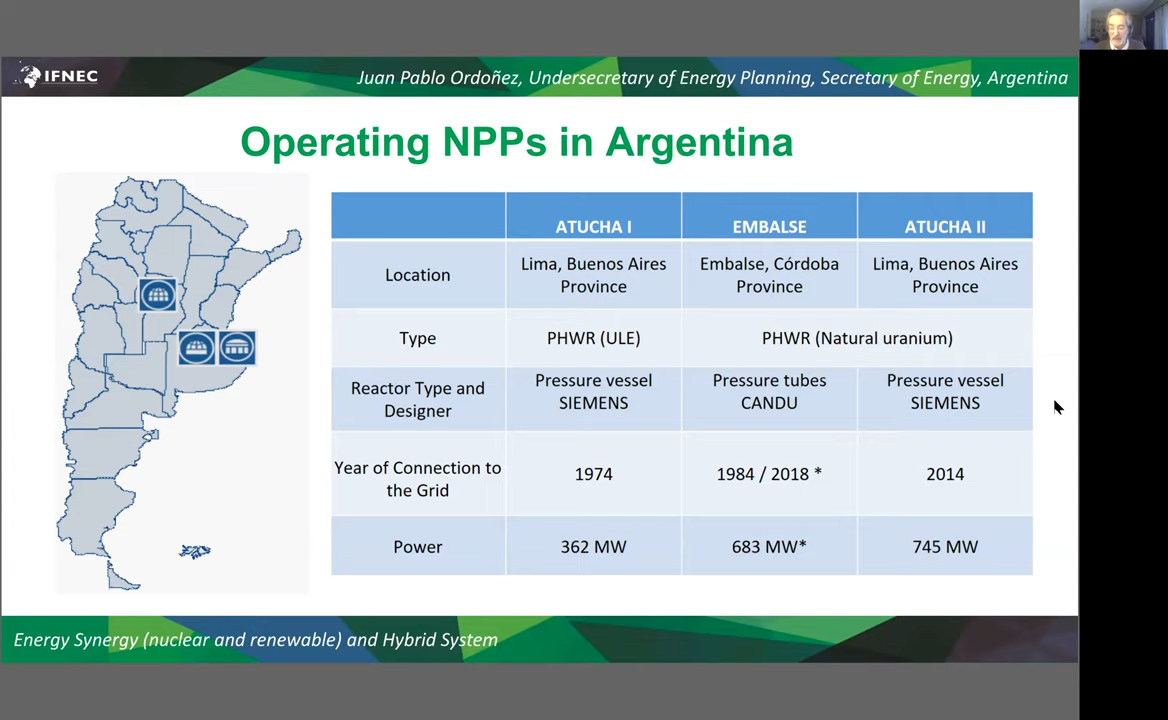 IFNEC
Juan Pablo Ordoñez, Undersecretary of Energy Planning, Secretary of Energy, Argentina
Operating NPPs in Argentina
ATUCHA I
EMBALSE
ATUCHA II
Location
Lima, Buenos Aires
Province
Embalse, Córdoba
Province
Lima, Buenos Aires
Province
Type
PHWR (ULE)
PHWR (Natural uranium)
Reactor Type and
Designer
Pressure vessel
SIEMENS
Pressure tubes
CANDU
Pressure vessel
SIEMENS
Year of Connection to
the Grid
1974
1984 / 2018 *
2014
Power
362 MW
683 MW*
745 MW
Energy Synergy (nuclear and renewable) and Hybrid System